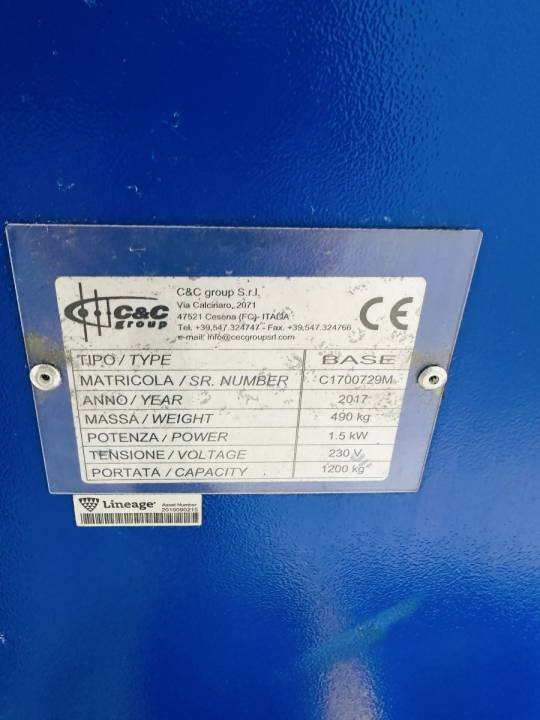 C&C group
C&C group S.r.l.
Via Calcinaro, 2071
47521 Cesena (FC)- ITALIA
Tel. +39.547.324747 - Fax. +39.547.324766
e-mail: info@cecgroupsrl.com
CE
TIPO / TYPE BASE
MATRICOLA / SR. NUMBER C1700729M
ANNO / YEAR 2017
MASSA / WEIGHT 490 kg
POTENZA / POWER 1.5 kW
TENSIONE / VOLTAGE 230 V
PORTATA / CAPACITY 1200 kg
Lineage Asset Number
2016090215